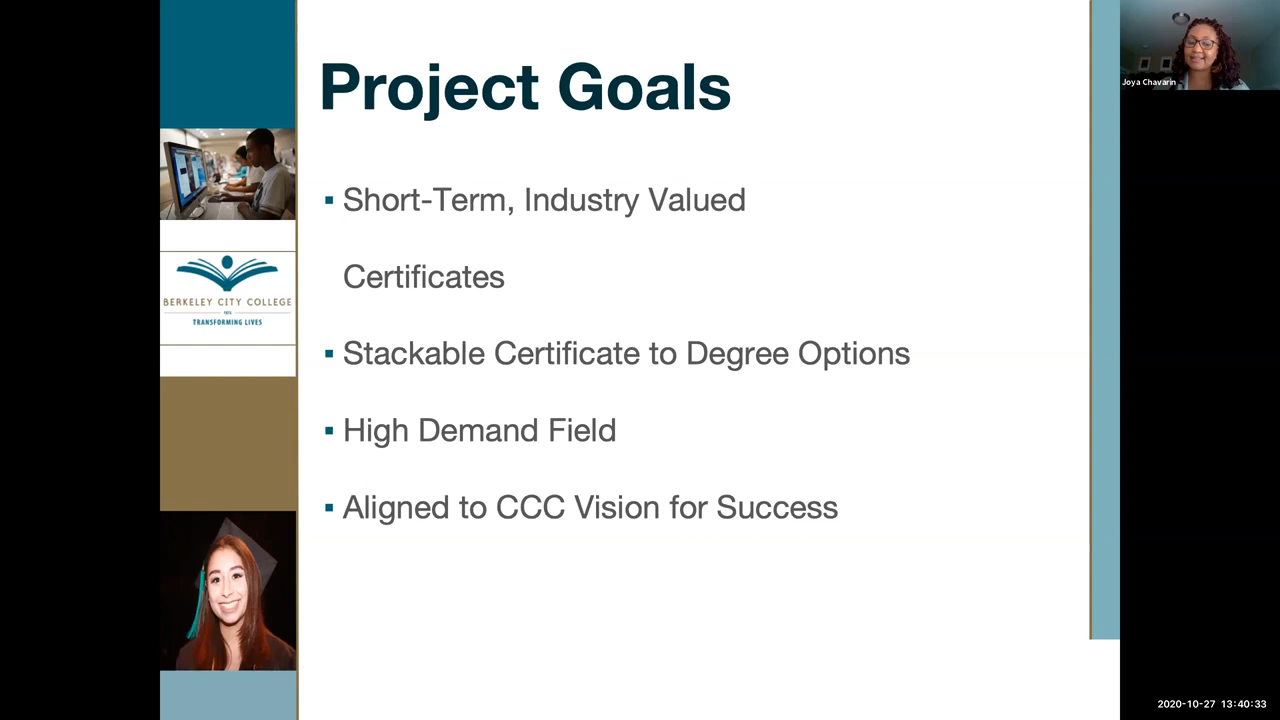 Project Goals
▪ Short-Term, Industry Valued
Certificates
▪ Stackable Certificate to Degree Options
▪ High Demand Field
▪ Aligned to CCC Vision for Success
BERKELEY CITY COLLEGE
TRANSFORMING LIVES
Joya Chavarin
2020-10-27 13:40:33